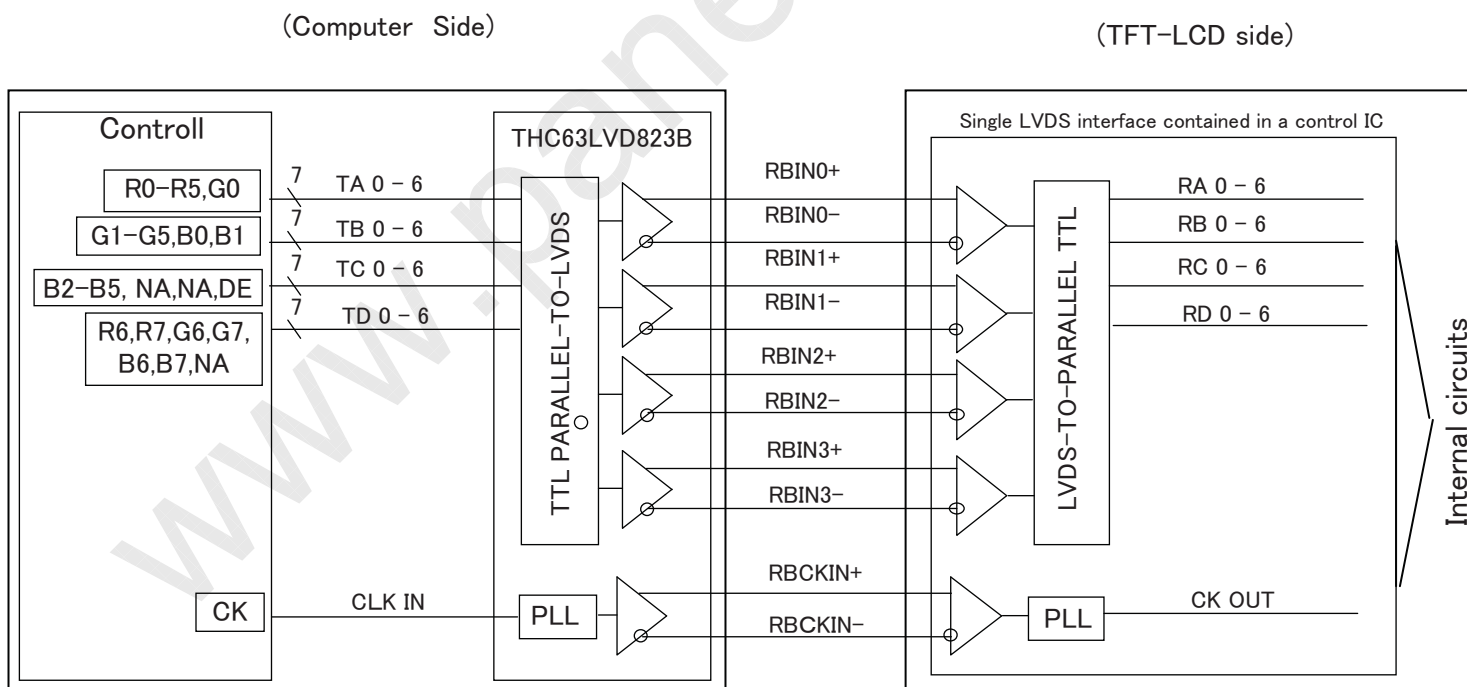 (Computer Side)
(TFT-LCD side)
Controll
R0-R5,G0
G1-G5,B0,B1
B2-B5, NA,NA,DE
R6,R7,G6,G7,
B6,B7,NA
CK
7
TA 0 - 6
7
TB 0 - 6
7
TC 0 - 6
7
TD 0 - 6
CLK IN
THC63LVD823B
TTL PARALLEL-TO-LVDS
PLL
RBIN0+
RBIN0-
RBIN1+
RBIN1-
RBIN2+
RBIN2-
RBIN3+
RBIN3-
RBCKIN+
RBCKIN-
Single LVDS interface contained in a control IC
LVDS-TO-PARALLEL TTL
PLL
RA 0 - 6
RB 0 - 6
RC 0 - 6
RD 0 - 6
CK OUT
Internal circuits
www.pane